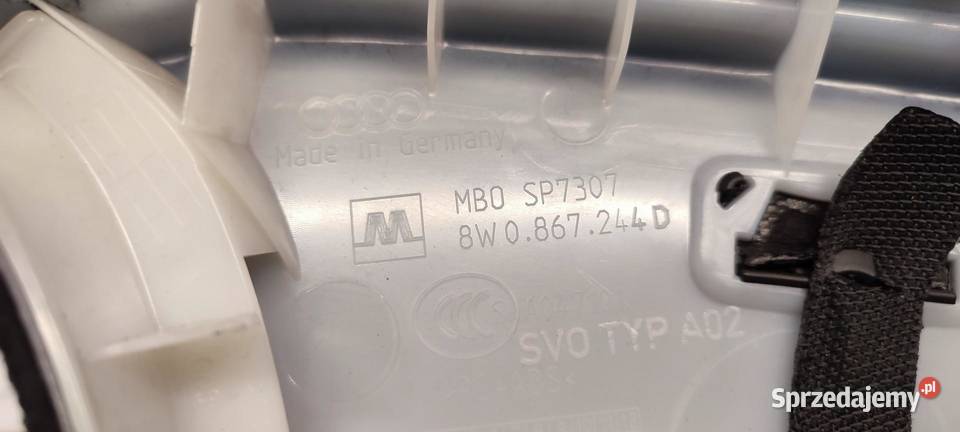 Made in Germany
MBO SP7307
8W0.867.244D
SVO TYP A02
Sprzedajemy.pl